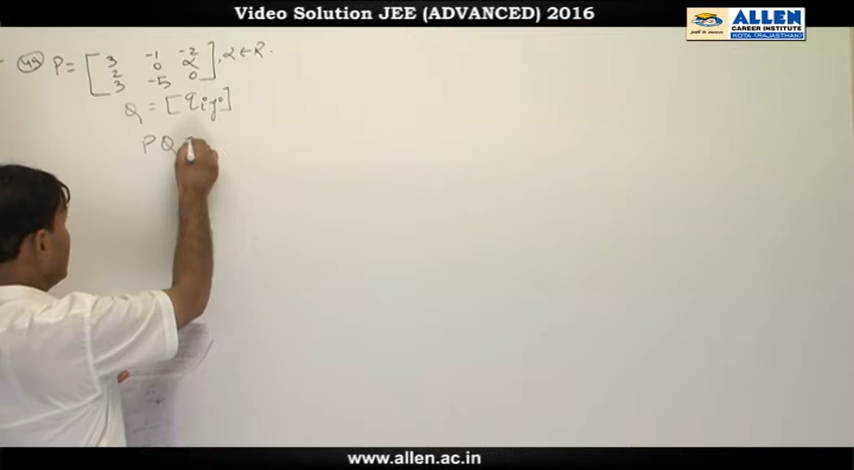 Video Solution JEE (ADVANCED) 2016
ALLEN
CAREER INSTITUTE
KOTA (RAJASTHAN)
49 P = [ 3 -1 -2
2 0 α
3 -5 0 ] , α ∈ R.
Q = [qij]
PQ
www.allen.ac.in